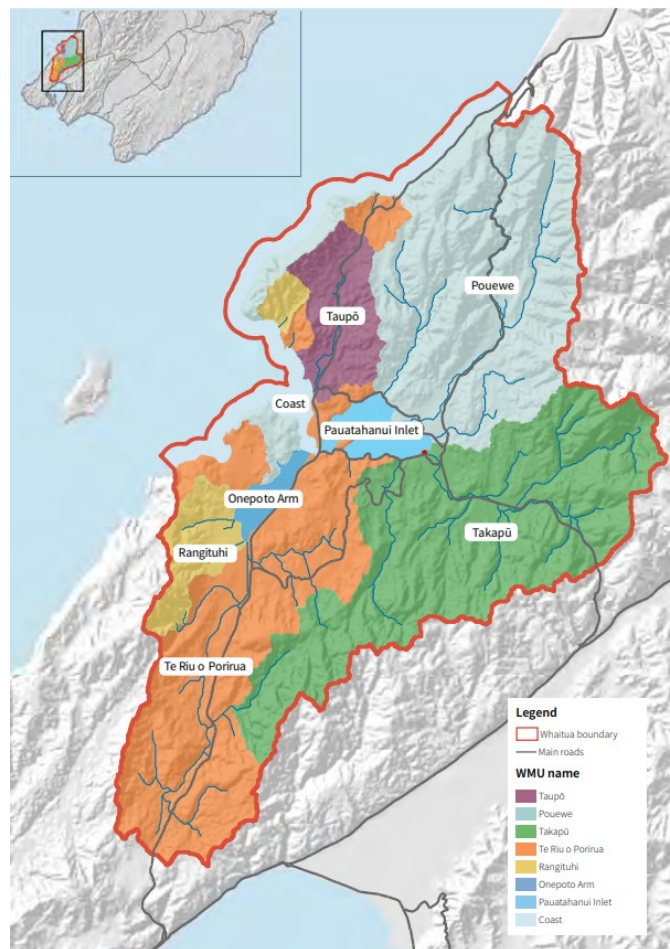 Pouewe
Taupō
Coast
Pauatahanui Inlet
Onepoto Arm
Takapū
Rangituhi
Te Riu o Porirua
Legend
Whaitua boundary
Main roads
WMU name
Taupō
Pouewe
Takapū
Te Riu o Porirua
Rangituhi
Onepoto Arm
Pauatahanui Inlet
Coast